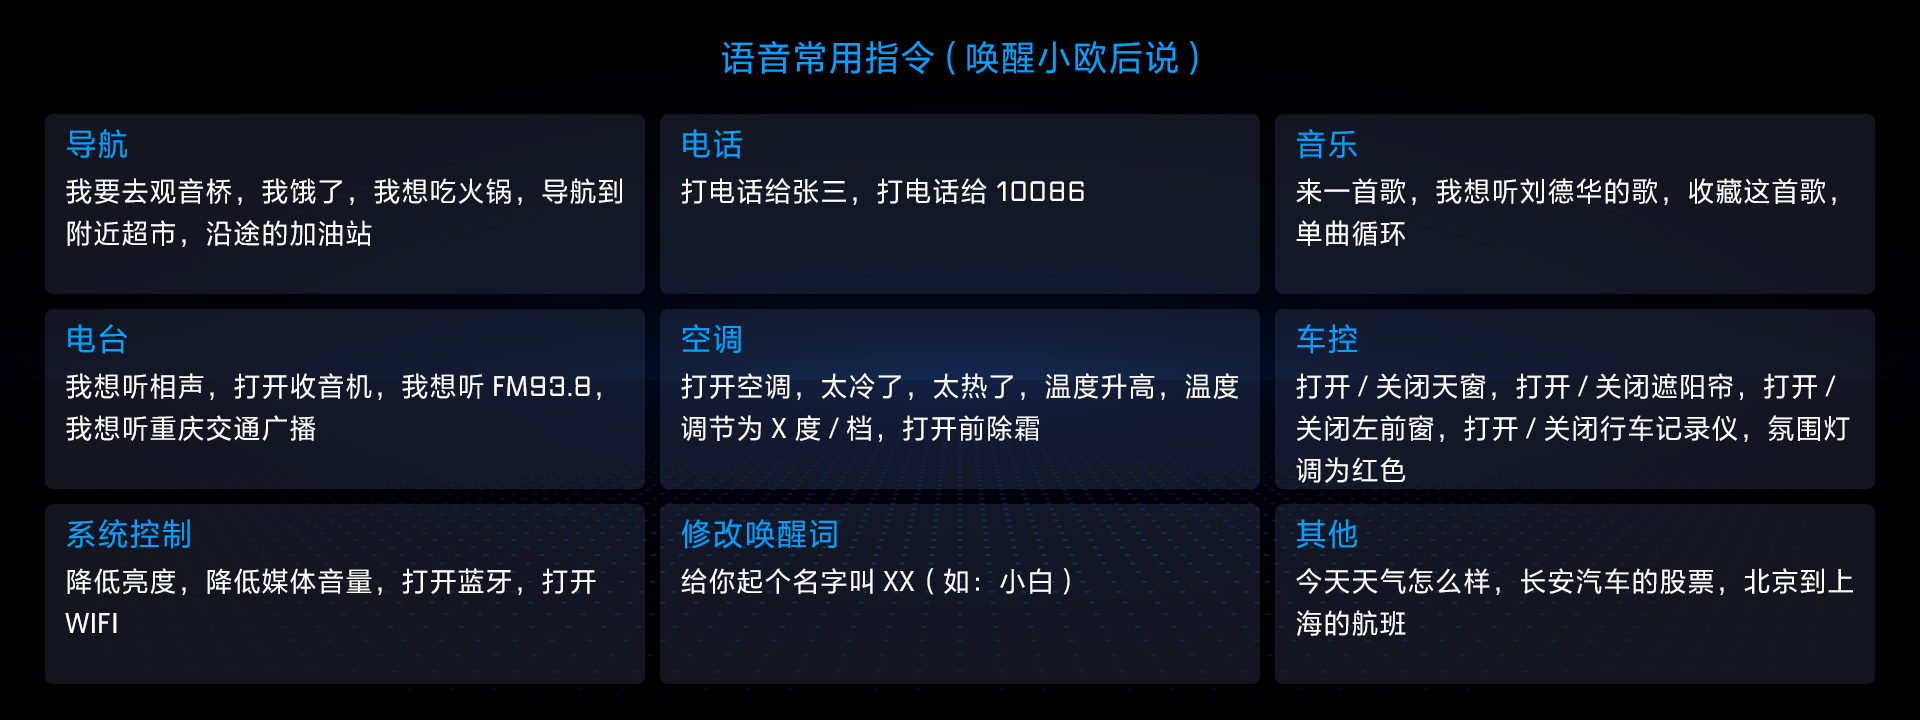 语音常用指令（唤醒小欧后说）
导航
我要去观音桥，我饿了，我想吃火锅，导航到
附近超市，沿途的加油站
电话
打电话给张三，打电话给 10086
音乐
来一首歌，我想听刘德华的歌，收藏这首歌，
单曲循环
电台
我想听相声，打开收音机，我想听 FM93.8，
我想听重庆交通广播
空调
打开空调，太冷了，太热了，温度升高，温度
调节为 X 度 / 档，打开前除霜
车控
打开 / 关闭天窗，打开 / 关闭遮阳帘，打开 /
关闭左前窗，打开 / 关闭行车记录仪，氛围灯
调为红色
系统控制
降低亮度，降低媒体音量，打开蓝牙，打开
WIFI
修改唤醒词
给你起个名字叫 XX（如：小白）
其他
今天天气怎么样，长安汽车的股票，北京到上
海的航班